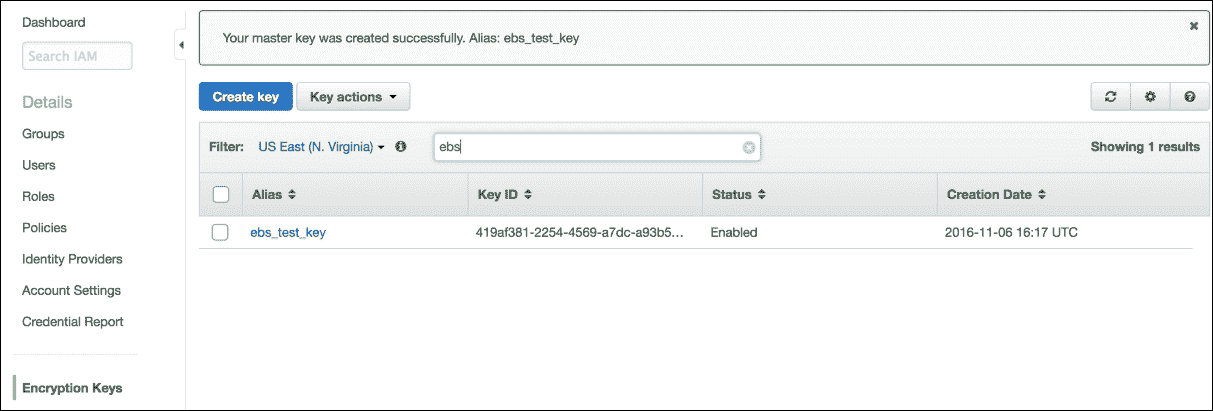 Dashboard
Search IAM
Details
Groups
Users
Roles
Policies
Identity Providers
Account Settings
Credential Report
Encryption Keys
Your master key was created successfully. Alias: ebs_test_key
Create key Key actions
Filter: US East (N. Virginia) ebs Showing 1 results
Alias Key ID Status Creation Date
ebs_test_key 419af381-2254-4569-a7dc-a93b5... Enabled 2016-11-06 16:17 UTC